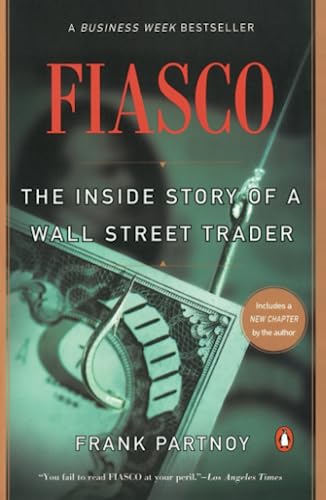 A BUSINESS WEEK BESTSELLER
FIASCO
THE INSIDE STORY OF A
WALL STREET TRADER
Includes a
NEW CHAPTER
by the author
1000
FRANK PARTNOY
"You fail to read FIASCO at your peril."–Los Angeles Times